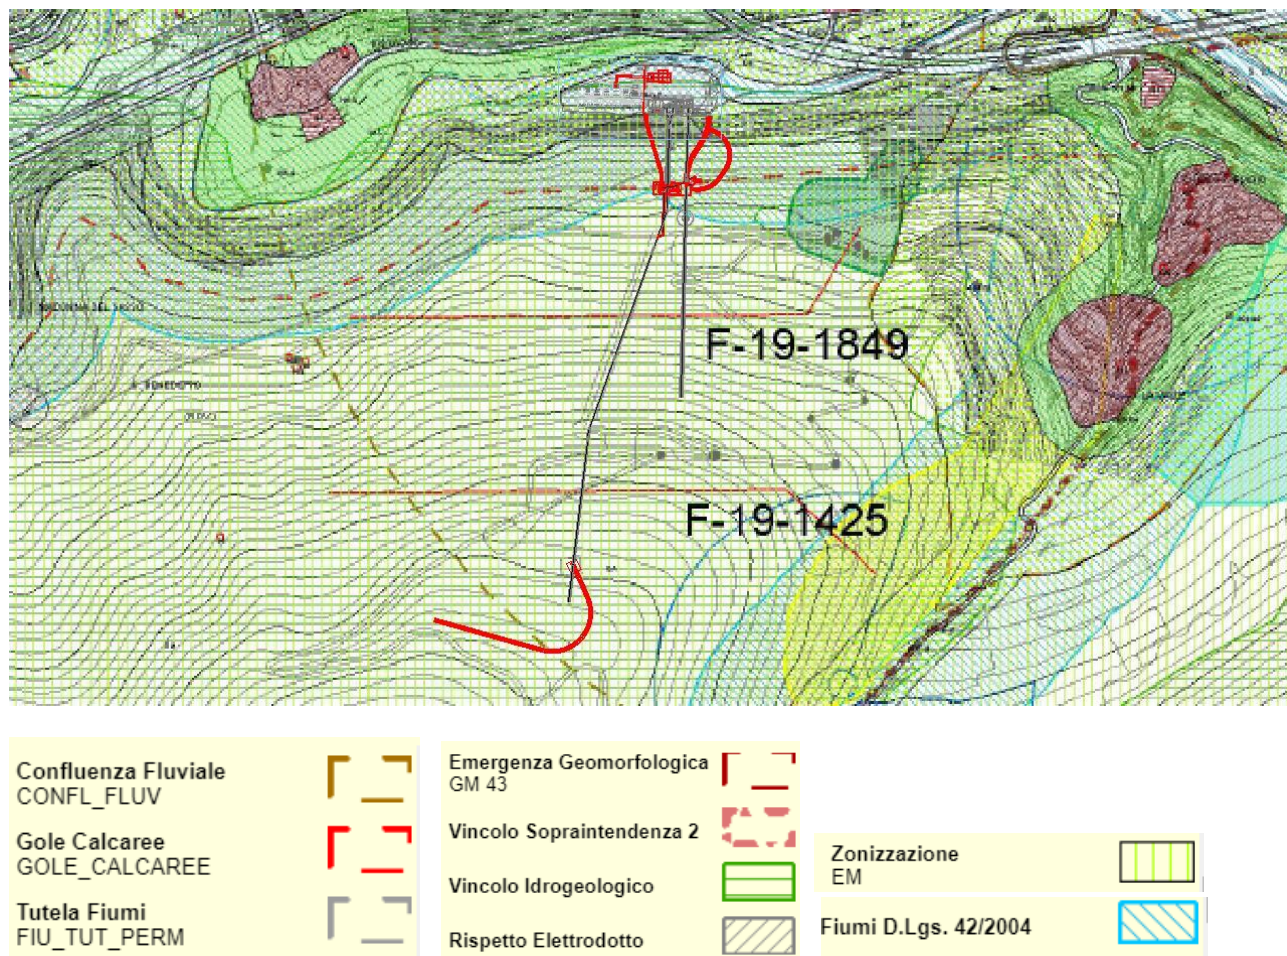 F-19-1849
F-19-1425
Confluenza Fluviale
CONFL_FLUV
Gole Calcaree
GOLE_CALCAREE
Tutela Fiumi
FIU_TUT_PERM
Emergenza Geomorfologica
GM 43
Vincolo Sopraintendenza 2
Vincolo Idrogeologico
Rispetto Elettrodotto
Zonizzazione
EM
Fiumi D.Lgs. 42/2004